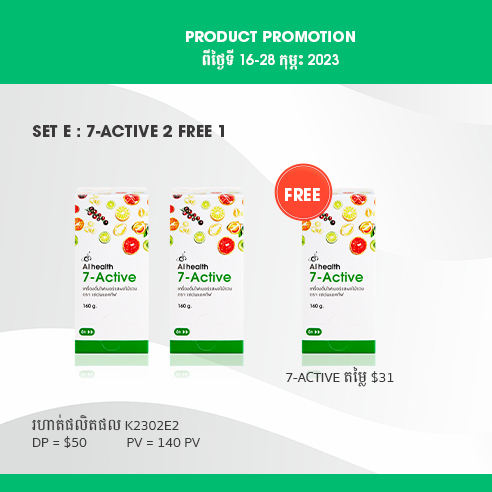 PRODUCT PROMOTION
ពីថ្ងៃទី 16-28 កុម្ភះ 2023
SET E : 7-ACTIVE 2 FREE 1
FREE
Ai health
7-Active
160 g.
Ai health
7-Active
160 g.
Ai health
7-Active
160 g.
7-ACTIVE តម្លៃ $31
រហាត់ផលិតផល K2302E2
DP = $50 PV = 140 PV